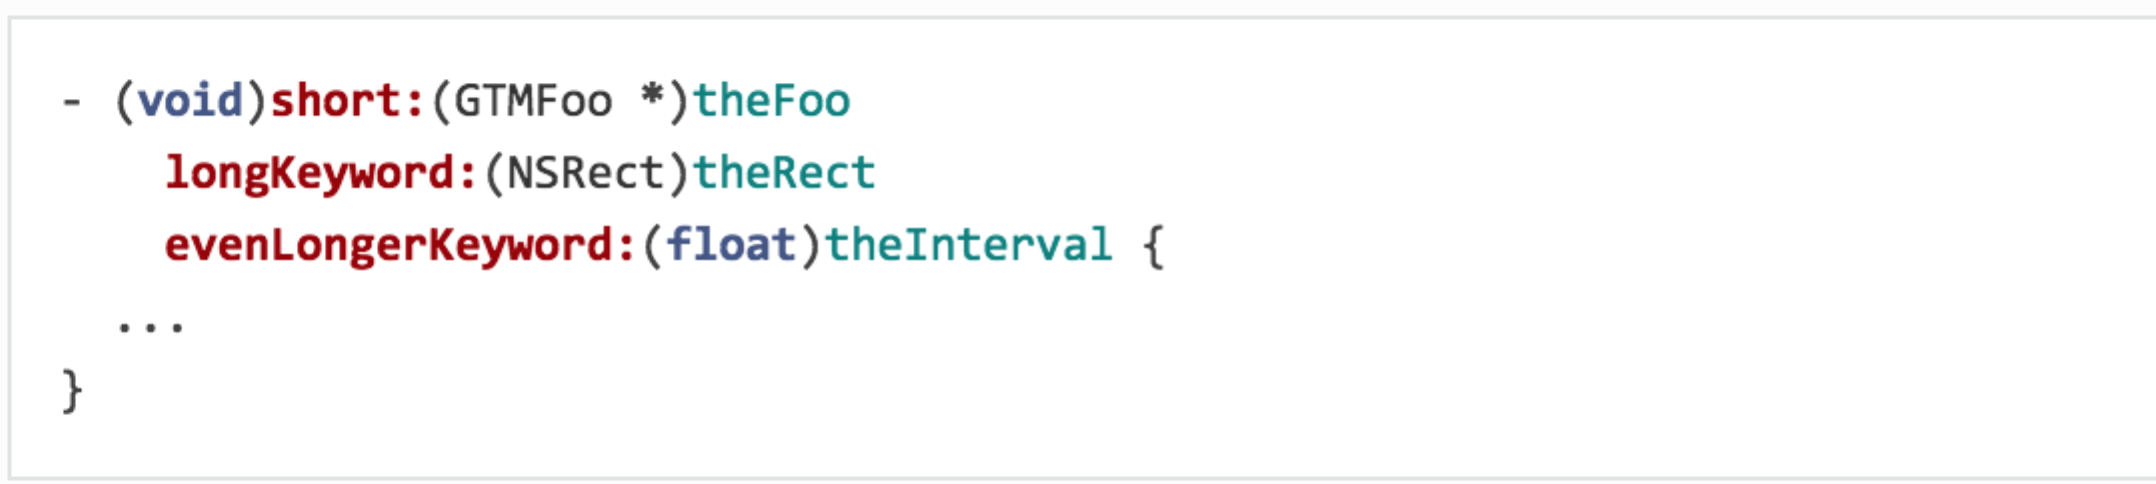 - (void)short:(GTMFoo *)theFoo
    longKeyword:(NSRect)theRect
    evenLongerKeyword:(float)theInterval {
  ...
}